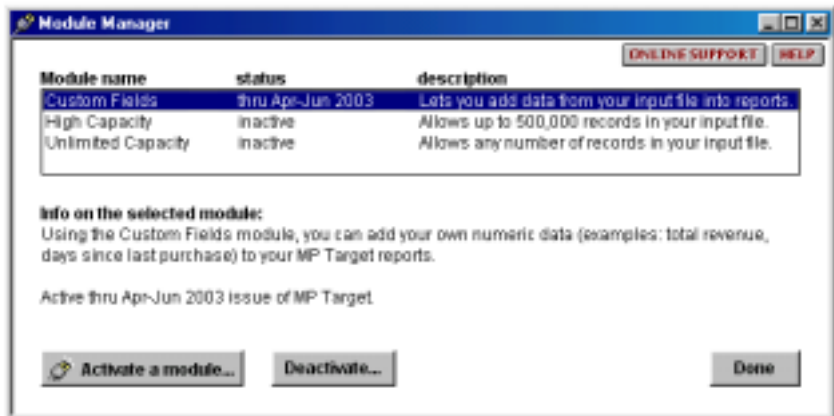 Module Manager
ONLINE SUPPORT HELP
Module name status description
Custom Fields thru Apr-Jun 2003 Lets you add data from your input file into reports.
High Capacity inactive Allows up to 500,000 records in your input file.
Unlimited Capacity inactive Allows any number of records in your input file.
Info on the selected module:
Using the Custom Fields module, you can add your own numeric data (examples: total revenue,
days since last purchase) to your MP Target reports.
Active thru Apr-Jun 2003 issue of MP Target.
Activate a module... Deactivate... Done